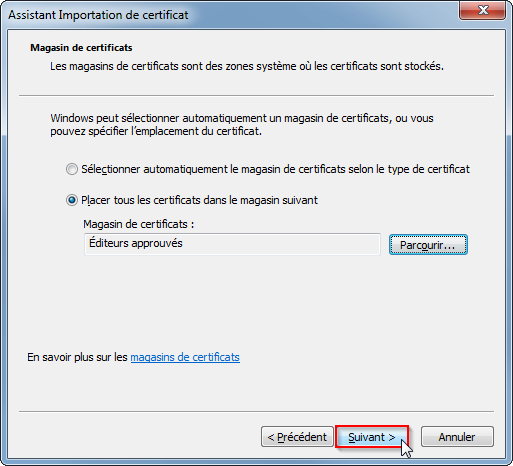 Assistant Importation de certificat
Magasin de certificats
Les magasins de certificats sont des zones système où les certificats sont stockés.
Windows peut sélectionner automatiquement un magasin de certificats, ou vous
pouvez spécifier l'emplacement du certificat.
Sélectionner automatiquement le magasin de certificats selon le type de certificat
Placer tous les certificats dans le magasin suivant
Magasin de certificats :
Éditeurs approuvés
Parcourir...
En savoir plus sur les magasins de certificats
< Précédent
Suivant >
Annuler